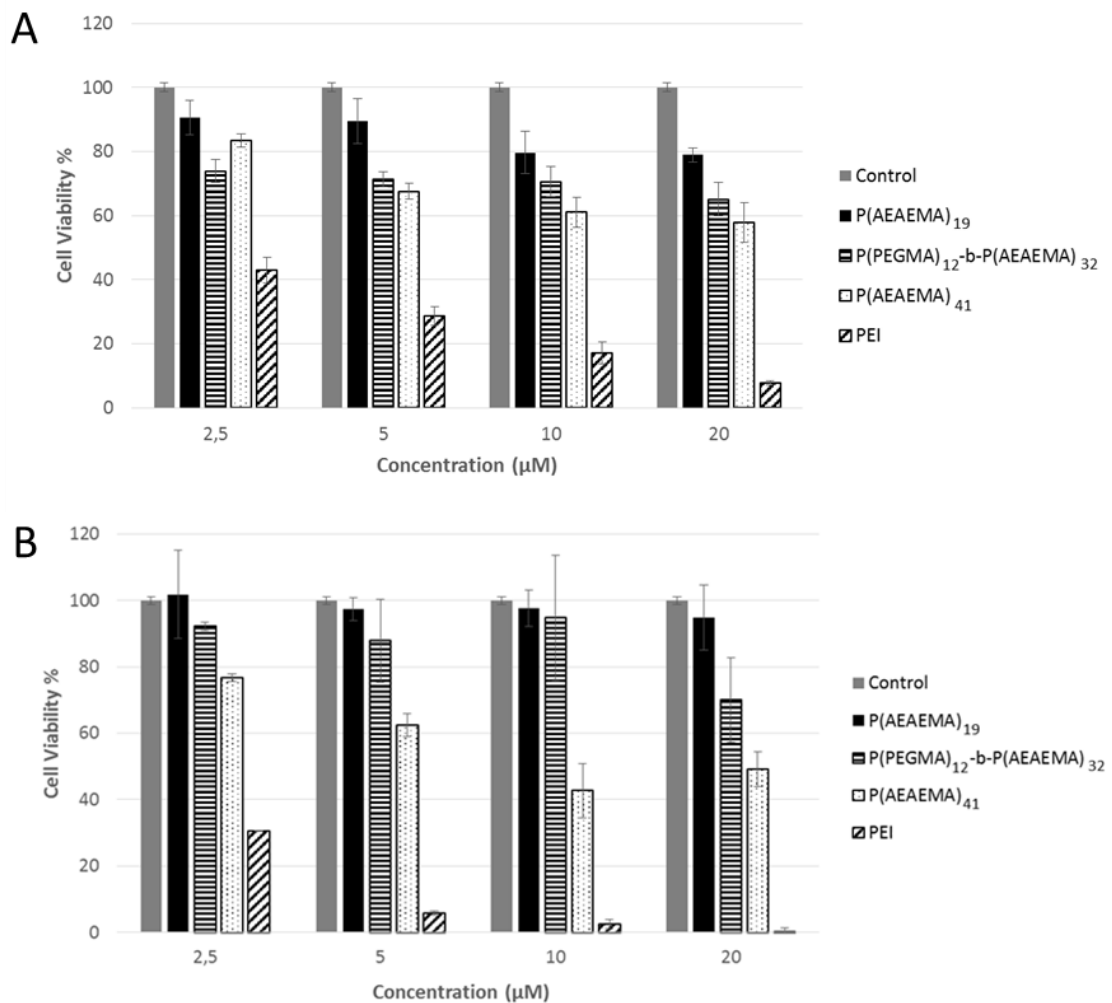 A
120
100
80
60
40
20
0
Cell Viability %
2,5 5 10 20
Concentration (µM)
Control
P(AEAEMA)19
P(PEGMA)12-b-P(AEAEMA) 32
P(AEAEMA) 41
PEI
B
120
100
80
60
40
20
0
Cell Viability %
2,5 5 10 20
Concentration (µM)
Control
P(AEAEMA)19
P(PEGMA)12-b-P(AEAEMA) 32
P(AEAEMA)41
PEI